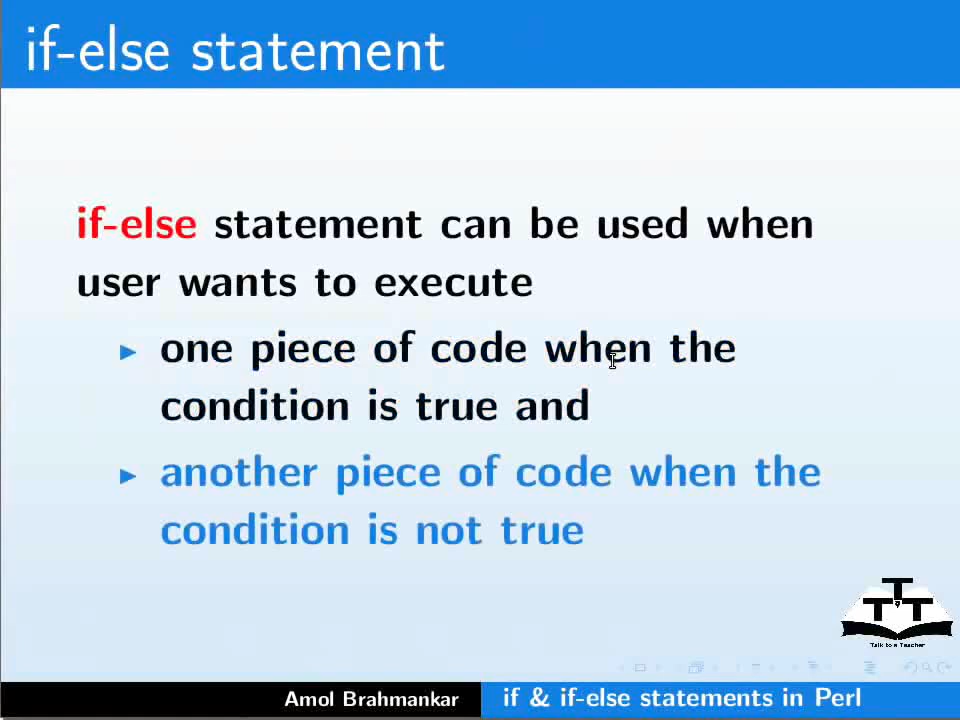 if-else statement
if-else statement can be used when
user wants to execute
one piece of code when the
condition is true and
another piece of code when the
condition is not true
T
T T
Talk to a Teacher
Amol Brahmankar if & if-else statements in Perl